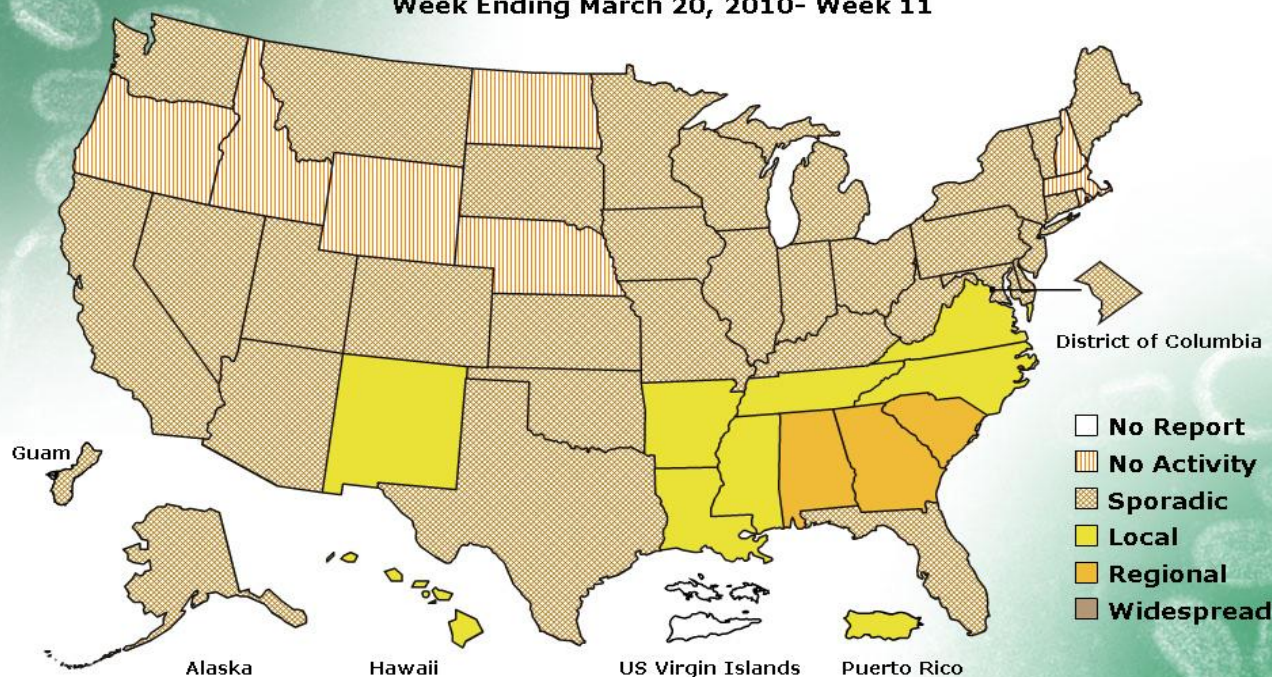 Week Ending March 20, 2010- Week 11
District of Columbia
No Report
Guam
No Activity
Sporadic
Local
Regional
Widespread
Alaska
Hawaii
US Virgin Islands
Puerto Rico